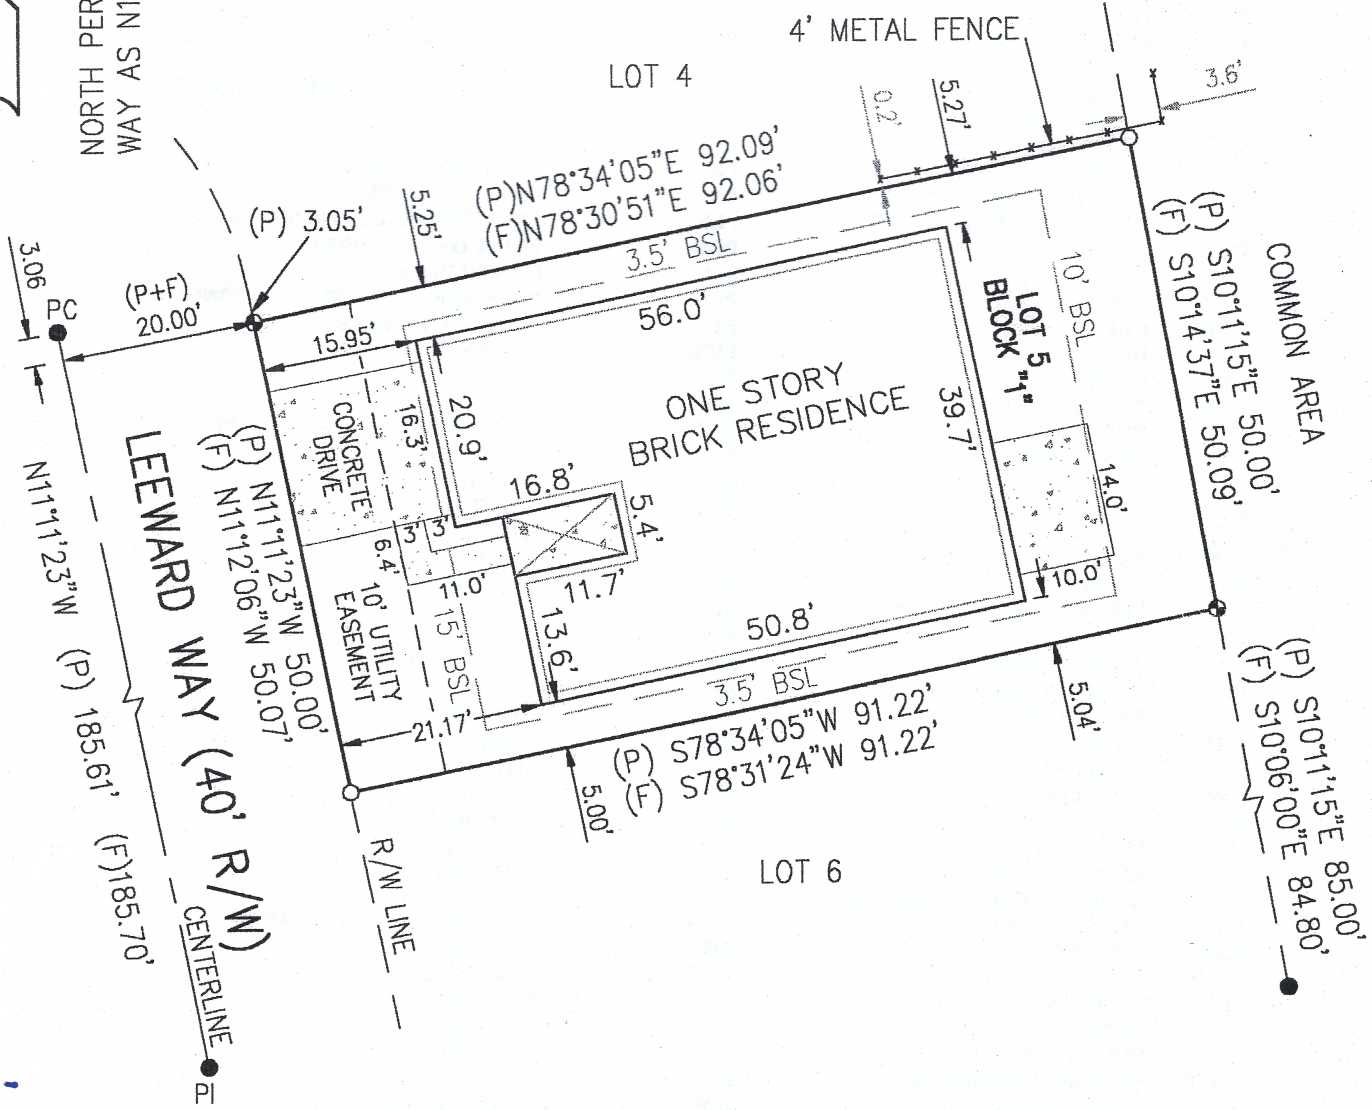 NORTH PER
WAY AS N1
4' METAL FENCE
LOT 4
3.6'
0.2'
5.27'
(P)N78°34'05"E 92.09'
(F)N78°30'51"E 92.06'
5.25'
(P) 3.05'
3.06
PC
(P+F)
20.00'
15.95'
3.5' BSL
56.0'
10' BSL
LOT 5
BLOCK "1"
COMMON AREA
(P) S10°11'15"E 50.00'
(F) S10°14'37"E 50.09'
ONE STORY
BRICK RESIDENCE
39.7'
20.9'
16.3'
CONCRETE
DRIVE
16.8'
5.4'
14.0'
10.0'
3' 3'
6.4'
11.0'
11.7'
13.6'
50.8'
10' UTILITY
EASEMENT
15' BSL
3.5' BSL
21.17'
(P) N11°11'23"W 50.00'
(F) N11°12'06"W 50.07'
LEEWARD WAY (40' R/W)
N11°11'23"W (P) 185.61' (F)185.70'
(P) S78°34'05"W 91.22'
(F) S78°31'24"W 91.22'
5.00'
5.04'
(P) S10°11'15"E 85.00'
(F) S10°06'00"E 84.80'
LOT 6
R/W LINE
CENTERLINE
PI